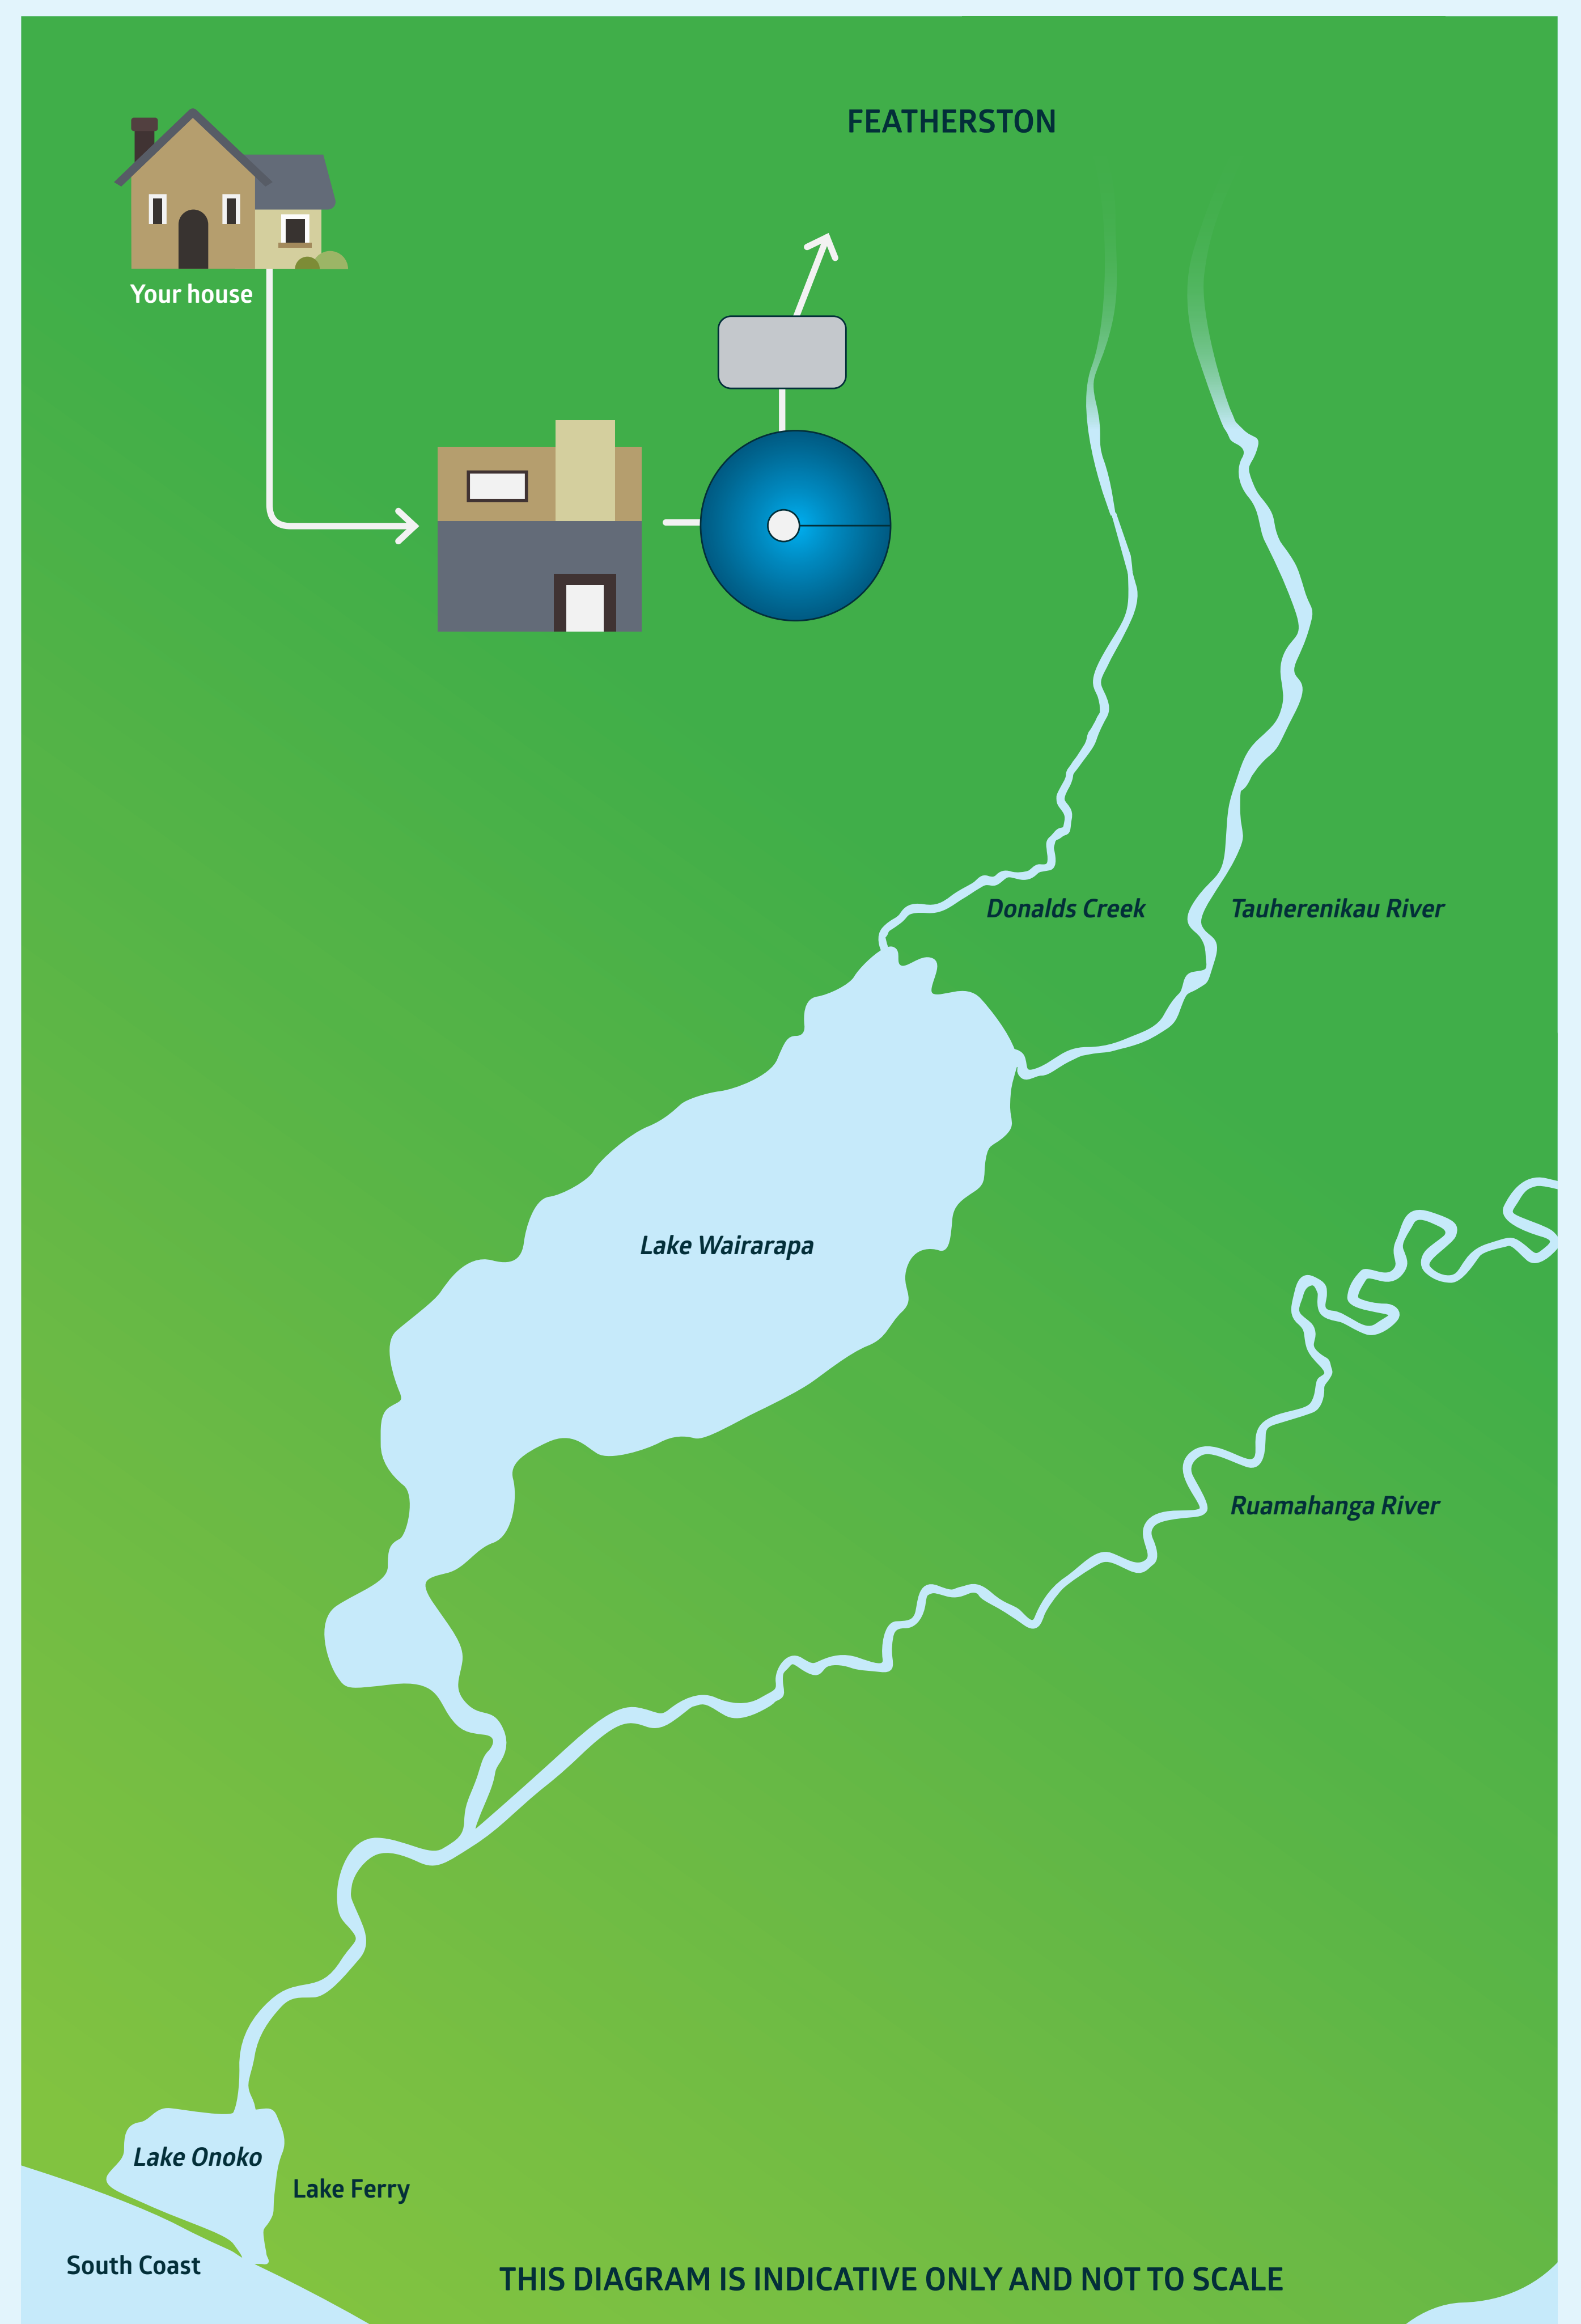 FEATHERSTON
Your house
Donalds Creek
Tauherenikau River
Lake Wairarapa
Ruamahanga River
Lake Onoko
Lake Ferry
South Coast
THIS DIAGRAM IS INDICATIVE ONLY AND NOT TO SCALE